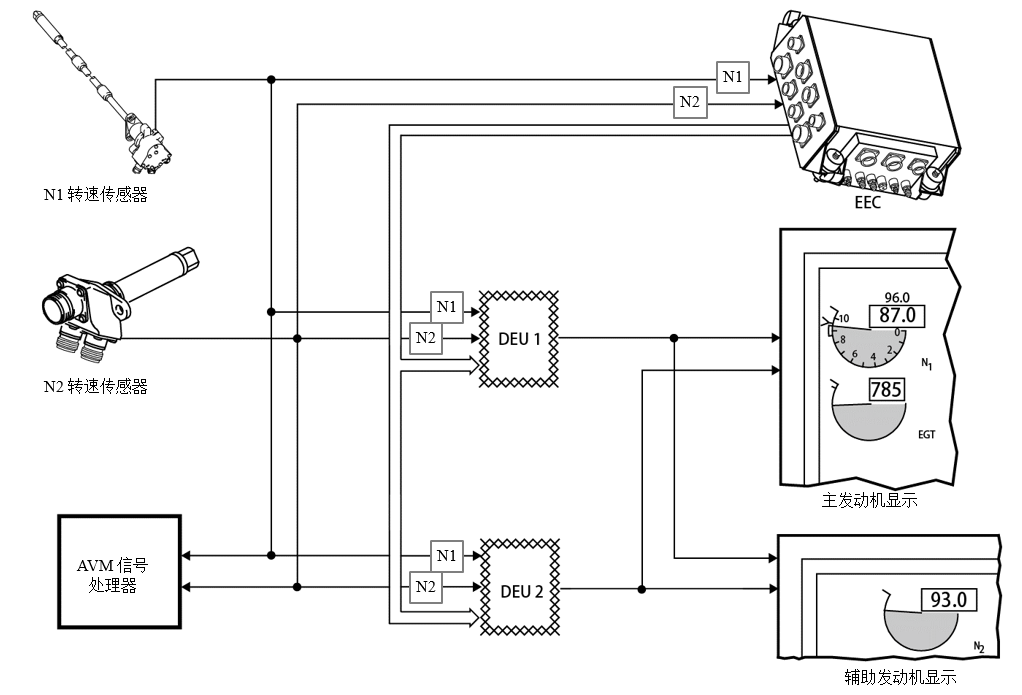 N1
N2
N1 转速传感器
EEC
N2 转速传感器
N1
N2
DEU 1
96.0
87.0
10
8
6
4
2
0
N1
785
EGT
主发动机显示
AVM 信号
处理器
N1
N2
DEU 2
93.0
N2
辅助发动机显示